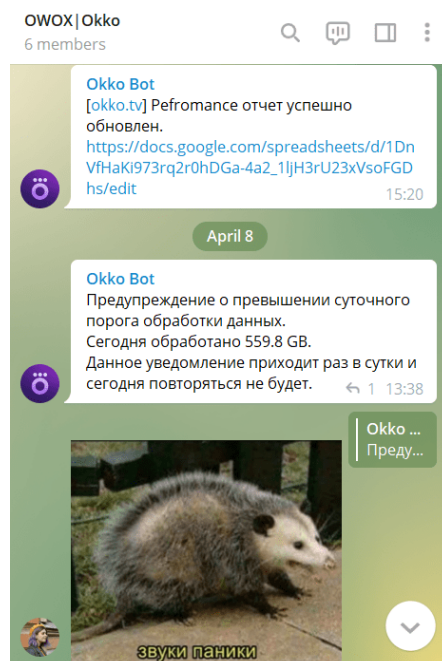 OWOX|Okko
6 members
Okko Bot
[okko.tv] Pefromance отчет успешно
обновлен.
https://docs.google.com/spreadsheets/d/1Dn
VfHaKi973rq2r0hDGa-4a2_1ljH3rU23xVsoFGD
hs/edit
15:20
April 8
Okko Bot
Предупреждение о превышении суточного
порога обработки данных.
Сегодня обработано 559.8 GB.
Данное уведомление приходит раз в сутки и
сегодня повторяться не будет.
1 13:38
Okko ...
Преду...
звуки паники